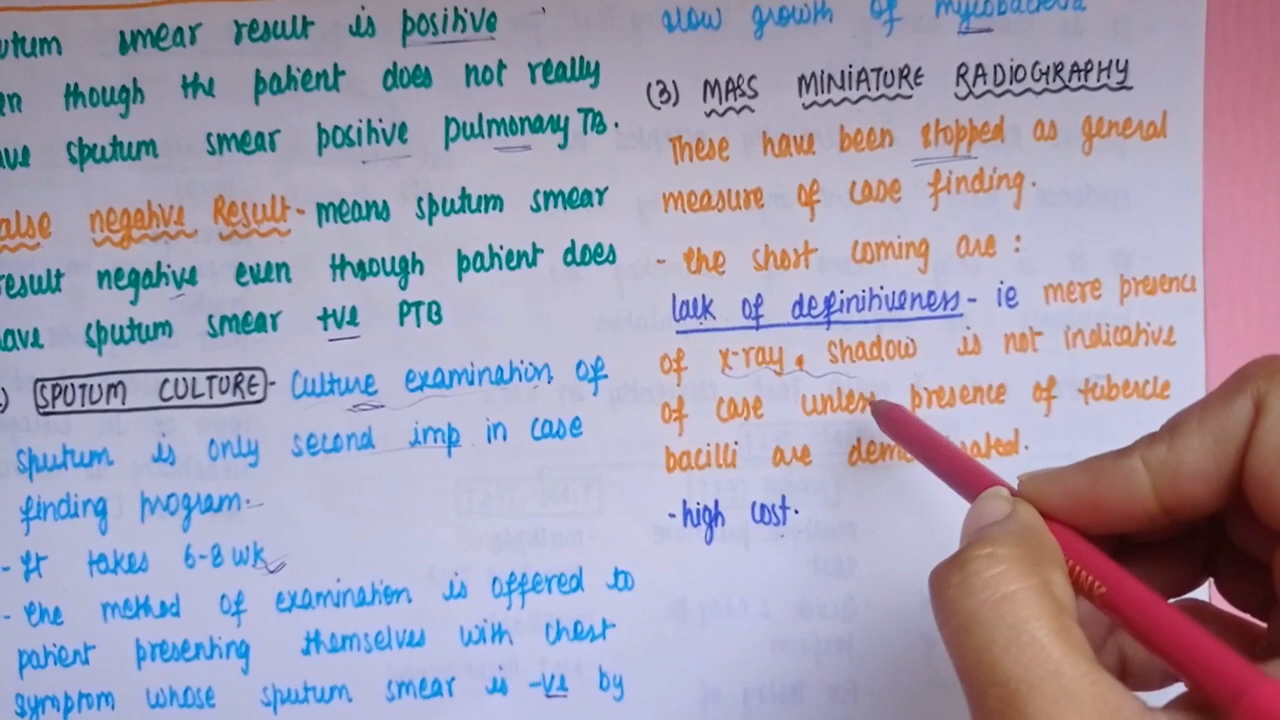 sputum smear result is positive
though the patient does not really
sputum smear positive pulmonary TB.
false negative Result - means sputum smear
result negative even through patient does
have sputum smear +ve PTB
SPUTUM CULTURE - Culture examination of
sputum is only second imp in case
finding program -
- It takes 6-8 wk
- the method of examination is offered to
patient presenting themselves with chest
symptom whose sputum smear is -ve by
slow growth of mycobacteria
(3) MASS MINIATURE RADIOGRAPHY
These have been stopped as general
measure of case finding.
- the short coming are :
lack of definitiveness - ie mere presence
of x-ray. shadow is not indicative
of case unless presence of tubercle
bacilli are
- high cost.